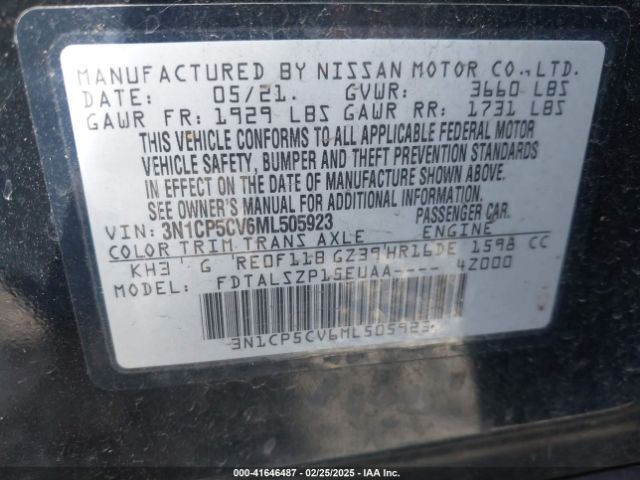 MANUFACTURED BY NISSAN MOTOR CO.,LTD.
DATE: 05/21. GVWR: 3660 LBS
GAWR FR: 1929 LBS GAWR RR: 1731 LBS
THIS VEHICLE CONFORMS TO ALL APPLICABLE FEDERAL MOTOR
VEHICLE SAFETY, BUMPER AND THEFT PREVENTION STANDARDS
IN EFFECT ON THE DATE OF MANUFACTURE SHOWN ABOVE.
SEE OWNER'S MANUAL FOR ADDITIONAL INFORMATION.
VIN: 3N1CP5CV6ML505923 PASSENGER CAR.
COLOR TRIM TRANS AXLE ENGINE
KH3 G RE0F11B GZ39 HR16DE 1598 CC
MODEL: FDTALSZP15EUAA---- 4Z000
3N1CP5CV6ML505923
000-41646487 - 02/25/2025 - IAA Inc.